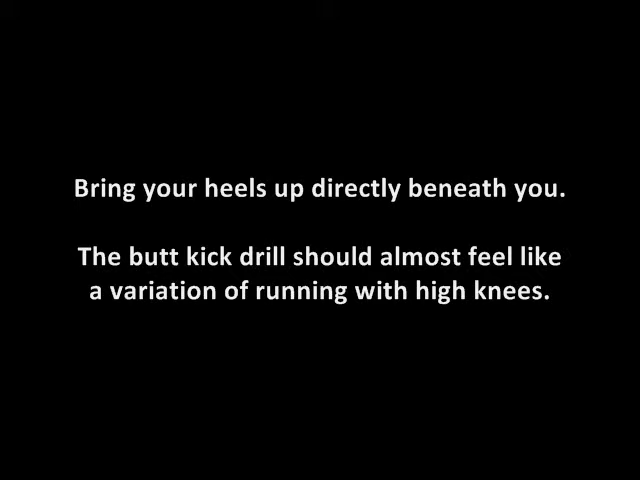 Bring your heels up directly beneath you.
The butt kick drill should almost feel like
a variation of running with high knees.